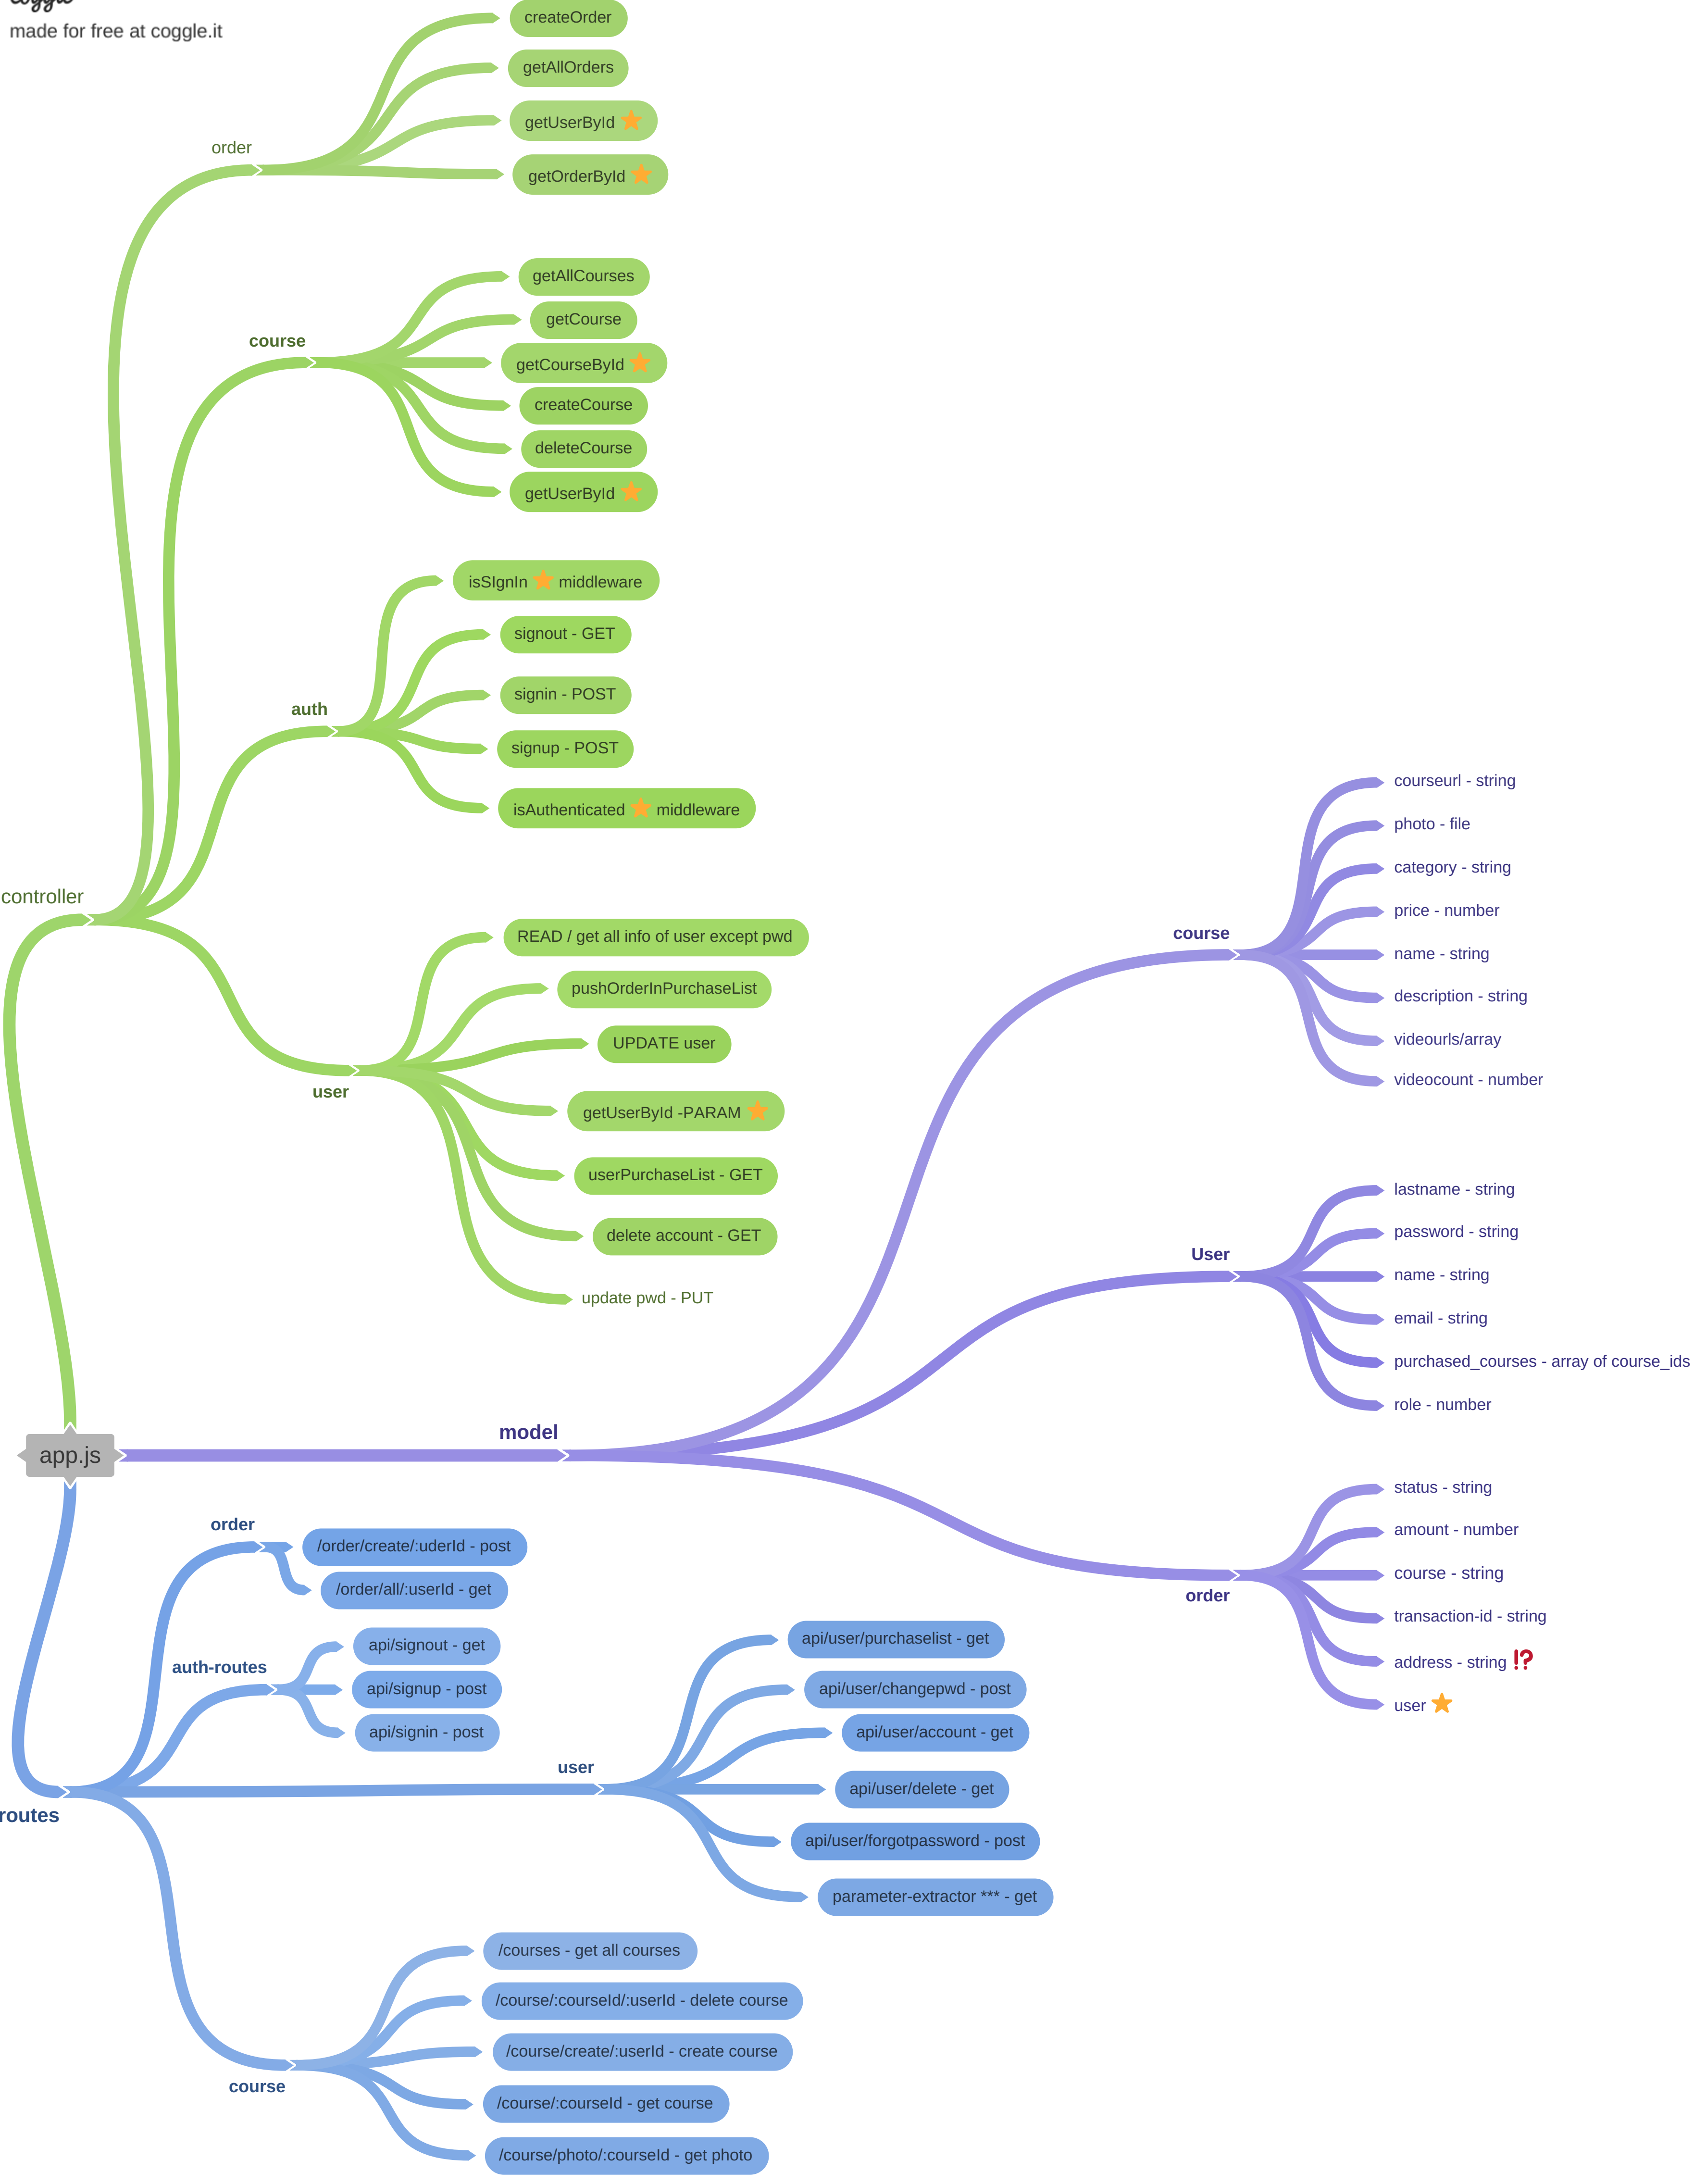 coggle
made for free at coggle.it
order
createOrder
getAllOrders
getUserById
getOrderById
course
getAllCourses
getCourse
getCourseById
createCourse
deleteCourse
getUserById
auth
isSIgnIn middleware
signout - GET
signin - POST
signup - POST
isAuthenticated middleware
controller
user
READ / get all info of user except pwd
pushOrderInPurchaseList
UPDATE user
getUserById -PARAM
userPurchaseList - GET
delete account - GET
update pwd - PUT
app.js
model
course
courseurl - string
photo - file
category - string
price - number
name - string
description - string
videourls/array
videocount - number
User
lastname - string
password - string
name - string
email - string
purchased_courses - array of course_ids
role - number
order
status - string
amount - number
course - string
transaction-id - string
address - string ⁉
user
routes
order
/order/create/:uderId - post
/order/all/:userId - get
auth-routes
api/signout - get
api/signup - post
api/signin - post
user
api/user/purchaselist - get
api/user/changepwd - post
api/user/account - get
api/user/delete - get
api/user/forgotpassword - post
parameter-extractor *** - get
course
/courses - get all courses
/course/:courseId/:userId - delete course
/course/create/:userId - create course
/course/:courseId - get course
/course/photo/:courseId - get photo